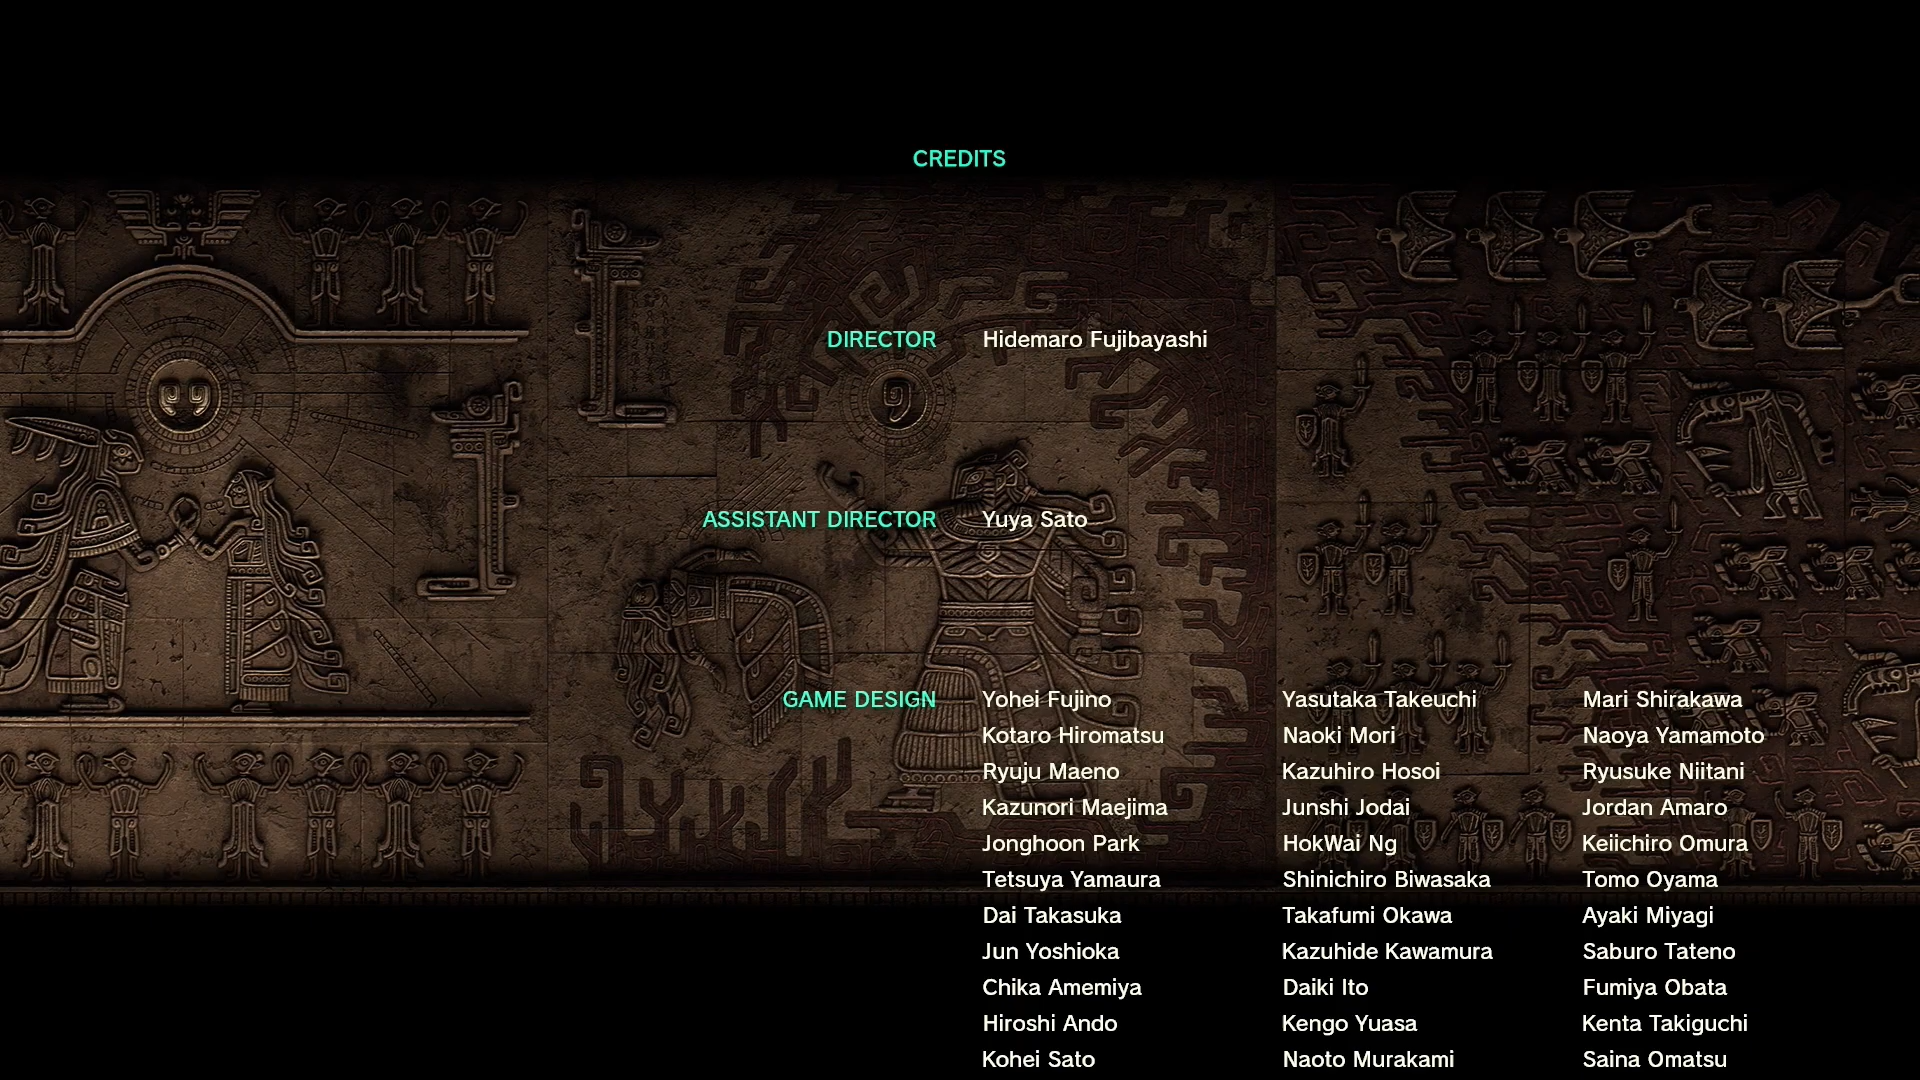 CREDITS
DIRECTOR Hidemaro Fujibayashi
ASSISTANT DIRECTOR Yuya Sato
GAME DESIGN Yohei Fujino Yasutaka Takeuchi Mari Shirakawa
Kotaro Hiromatsu Naoki Mori Naoya Yamamoto
Ryuju Maeno Kazuhiro Hosoi Ryusuke Niitani
Kazunori Maejima Junshi Jodai Jordan Amaro
Jonghoon Park HokWai Ng Keiichiro Omura
Tetsuya Yamaura Shinichiro Biwasaka Tomo Oyama
Dai Takasuka Takafumi Okawa Ayaki Miyagi
Jun Yoshioka Kazuhide Kawamura Saburo Tateno
Chika Amemiya Daiki Ito Fumiya Obata
Hiroshi Ando Kengo Yuasa Kenta Takiguchi
Kohei Sato Naoto Murakami Saina Omatsu